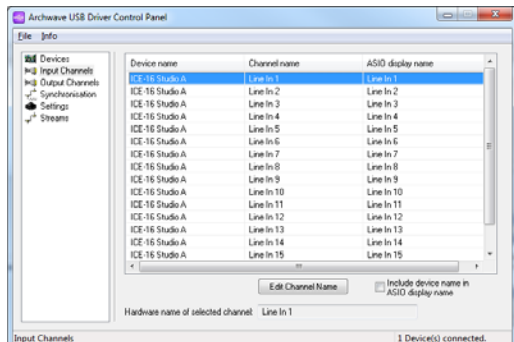 Archwave USB Driver Control Panel
File Info
Devices
Input Channels
Output Channels
Synchronisation
Settings
Streams
Device name Channel name ASIO display name
ICE-16 Studio A Line In 1 Line In 1
ICE-16 Studio A Line In 2 Line In 2
ICE-16 Studio A Line In 3 Line In 3
ICE-16 Studio A Line In 4 Line In 4
ICE-16 Studio A Line In 5 Line In 5
ICE-16 Studio A Line In 6 Line In 6
ICE-16 Studio A Line In 7 Line In 7
ICE-16 Studio A Line In 8 Line In 8
ICE-16 Studio A Line In 9 Line In 9
ICE-16 Studio A Line In 10 Line In 10
ICE-16 Studio A Line In 11 Line In 11
ICE-16 Studio A Line In 12 Line In 12
ICE-16 Studio A Line In 13 Line In 13
ICE-16 Studio A Line In 14 Line In 14
ICE-16 Studio A Line In 15 Line In 15
Edit Channel Name
Include device name in
ASIO display name
Hardware name of selected channel: Line In 1
Input Channels 1 Device(s) connected.